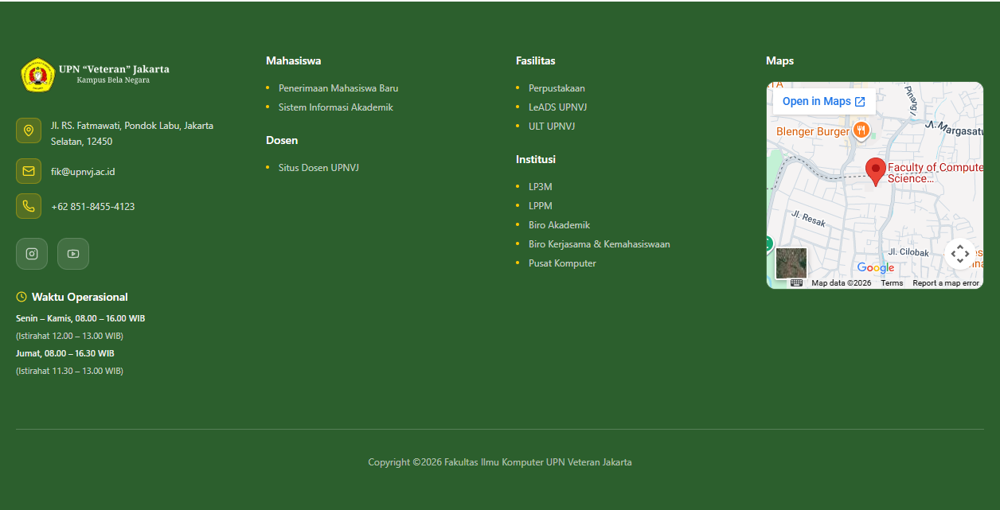 UPN “Veteran” Jakarta
Kampus Bela Negara
Jl. RS. Fatmawati, Pondok Labu, Jakarta
Selatan, 12450
fik@upnvj.ac.id
+62 851-8455-4123
Waktu Operasional
Senin – Kamis, 08.00 – 16.00 WIB
(Istirahat 12.00 – 13.00 WIB)
Jumat, 08.00 – 16.30 WIB
(Istirahat 11.30 – 13.00 WIB)
Mahasiswa
Penerimaan Mahasiswa Baru
Sistem Informasi Akademik
Dosen
Situs Dosen UPNVJ
Fasilitas
Perpustakaan
LeADS UPNVJ
ULT UPNVJ
Institusi
LP3M
LPPM
Biro Akademik
Biro Kerjasama & Kemahasiswaan
Pusat Komputer
Maps
Open in Maps
Pinang
Blenger Burger
Jl. Margasat
Faculty of Compute
Science...
Jl. Resak
Jl. Cilobak
Google
Map data ©2026 Terms Report a map error
Copyright ©2026 Fakultas Ilmu Komputer UPN Veteran Jakarta